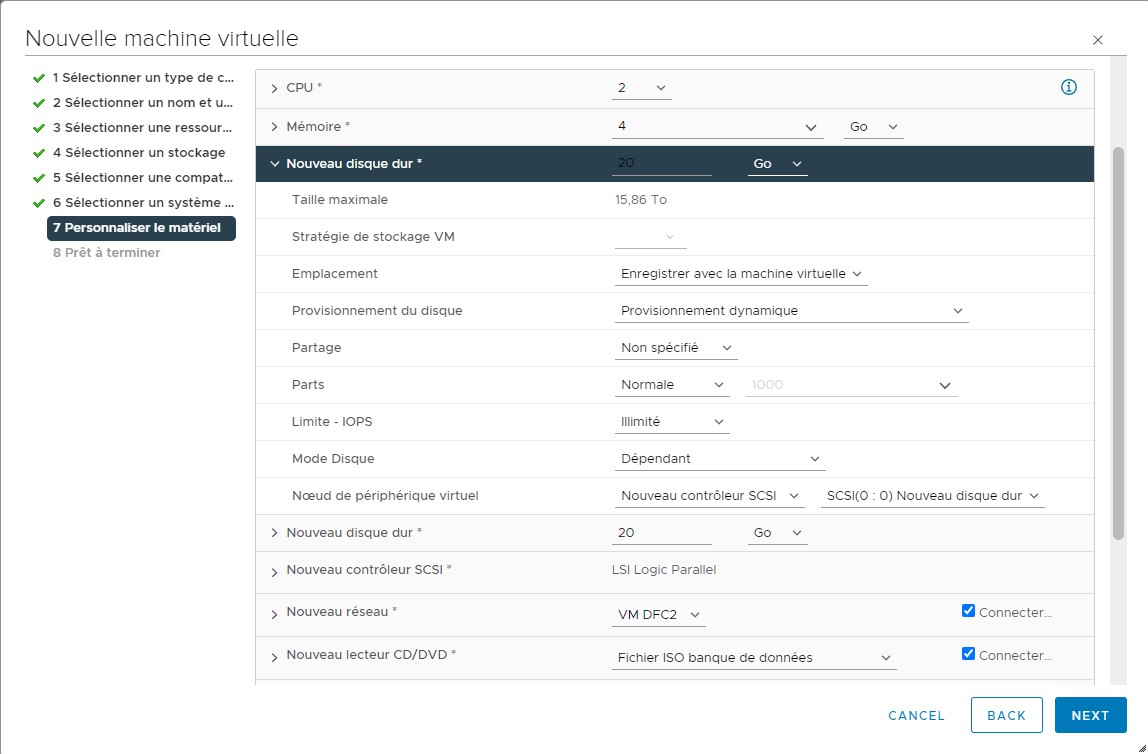 Nouvelle machine virtuelle
1 Sélectionner un type de c...
2 Sélectionner un nom et u...
3 Sélectionner une ressour...
4 Sélectionner un stockage
5 Sélectionner une compat...
6 Sélectionner un système ...
7 Personnaliser le matériel
8 Prêt à terminer
CPU * 2
Mémoire * 4 Go
Nouveau disque dur * 20 Go
Taille maximale 15,86 To
Stratégie de stockage VM
Emplacement Enregistrer avec la machine virtuelle
Provisionnement du disque Provisionnement dynamique
Partage Non spécifié
Parts Normale 1000
Limite - IOPS Illimité
Mode Disque Dépendant
Nœud de périphérique virtuel Nouveau contrôleur SCSI SCSI(0 : 0) Nouveau disque dur
Nouveau disque dur * 20 Go
Nouveau contrôleur SCSI * LSI Logic Parallel
Nouveau réseau * VM DFC2 Connecter...
Nouveau lecteur CD/DVD * Fichier ISO banque de données Connecter...
CANCEL BACK NEXT